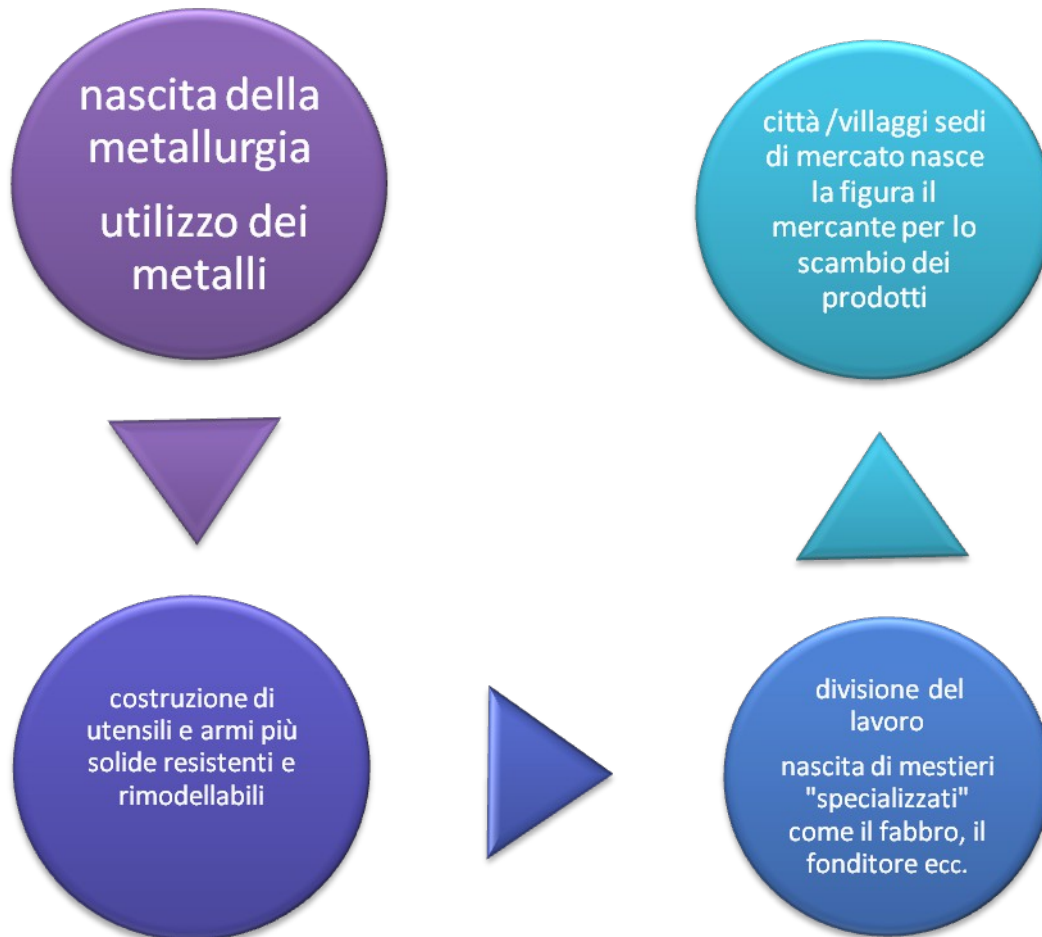 nascita della
metallurgia
utilizzo dei
metalli
costruzione di
utensili e armi più
solide resistenti e
rimodellabili
divisione del
lavoro
nascita di mestieri
"specializzati"
come il fabbro, il
fonditore ecc.
città /villaggi sedi
di mercato nasce
la figura il
mercante per lo
scambio dei
prodotti